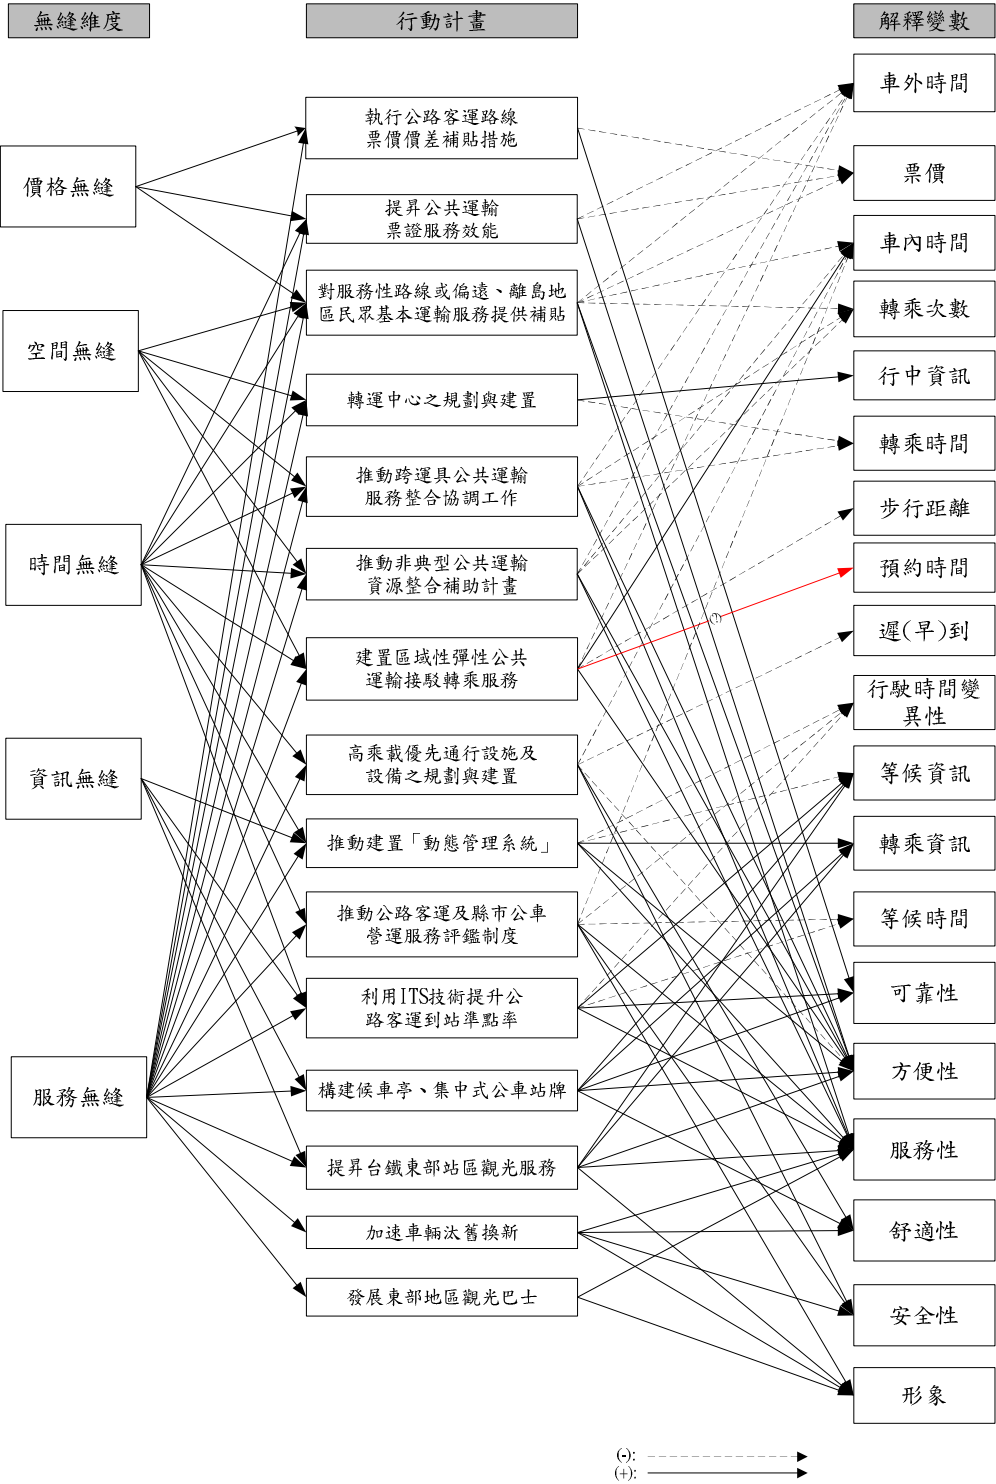 無縫維度
行動計畫
解釋變數
價格無縫
空間無縫
時間無縫
資訊無縫
服務無縫
執行公路客運路線
票價價差補貼措施
提昇公共運輸
票證服務效能
對服務性路線或偏遠、離島地
區民眾基本運輸服務提供補貼
轉運中心之規劃與建置
推動跨運具公共運輸
服務整合協調工作
推動非典型公共運輸
資源整合補助計畫
建置區域性彈性公共
運輸接駁轉乘服務
高乘載優先通行設施及
設備之規劃與建置
推動建置「動態管理系統」
推動公路客運及縣市公車
營運服務評鑑制度
利用ITS技術提升公
路客運到站準點率
構建候車亭、集中式公車站牌
提昇台鐵東部站區觀光服務
加速車輛汰舊換新
發展東部地區觀光巴士
車外時間
票價
車內時間
轉乘次數
行中資訊
轉乘時間
步行距離
預約時間
遲(早)到
行駛時間變
異性
等候資訊
轉乘資訊
等候時間
可靠性
方便性
服務性
舒適性
安全性
形象
(-):
(+):